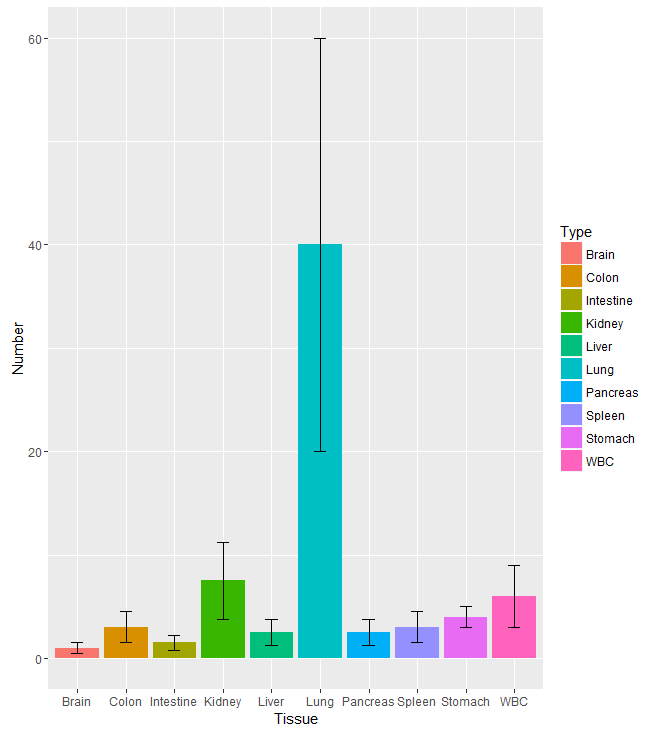 60
40
20
0
Number
Brain Colon Intestine Kidney Liver Lung Pancreas Spleen Stomach WBC
Tissue
Type
Brain
Colon
Intestine
Kidney
Liver
Lung
Pancreas
Spleen
Stomach
WBC